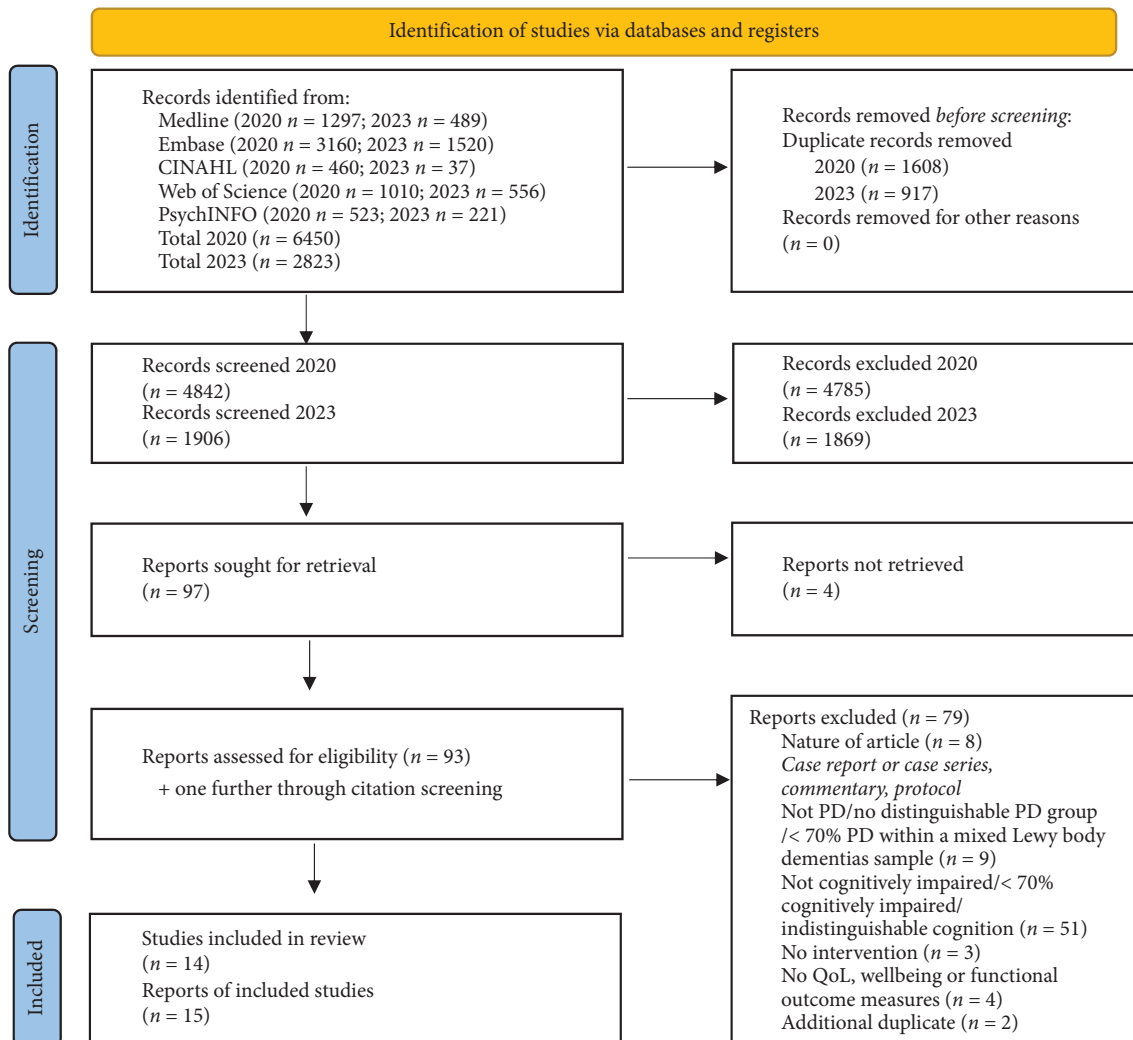 Identification of studies via databases and registers
Identification
Records identified from:
Medline (2020 n = 1297; 2023 n = 489)
Embase (2020 n = 3160; 2023 n = 1520)
CINAHL (2020 n = 460; 2023 n = 37)
Web of Science (2020 n = 1010; 2023 n = 556)
PsychINFO (2020 n = 523; 2023 n = 221)
Total 2020 (n = 6450)
Total 2023 (n = 2823)
Records removed before screening:
Duplicate records removed
2020 (n = 1608)
2023 (n = 917)
Records removed for other reasons
(n = 0)
Screening
Records screened 2020
(n = 4842)
Records screened 2023
(n = 1906)
Records excluded 2020
(n = 4785)
Records excluded 2023
(n = 1869)
Reports sought for retrieval
(n = 97)
Reports not retrieved
(n = 4)
Reports assessed for eligibility (n = 93)
+ one further through citation screening
Reports excluded (n = 79)
Nature of article (n = 8)
Case report or case series,
commentary, protocol
Not PD/no distinguishable PD group
/< 70% PD within a mixed Lewy body
dementias sample (n = 9)
Not cognitively impaired/< 70%
cognitively impaired/
indistinguishable cognition (n = 51)
No intervention (n = 3)
No QoL, wellbeing or functional
outcome measures (n = 4)
Additional duplicate (n = 2)
Included
Studies included in review
(n = 14)
Reports of included studies
(n = 15)